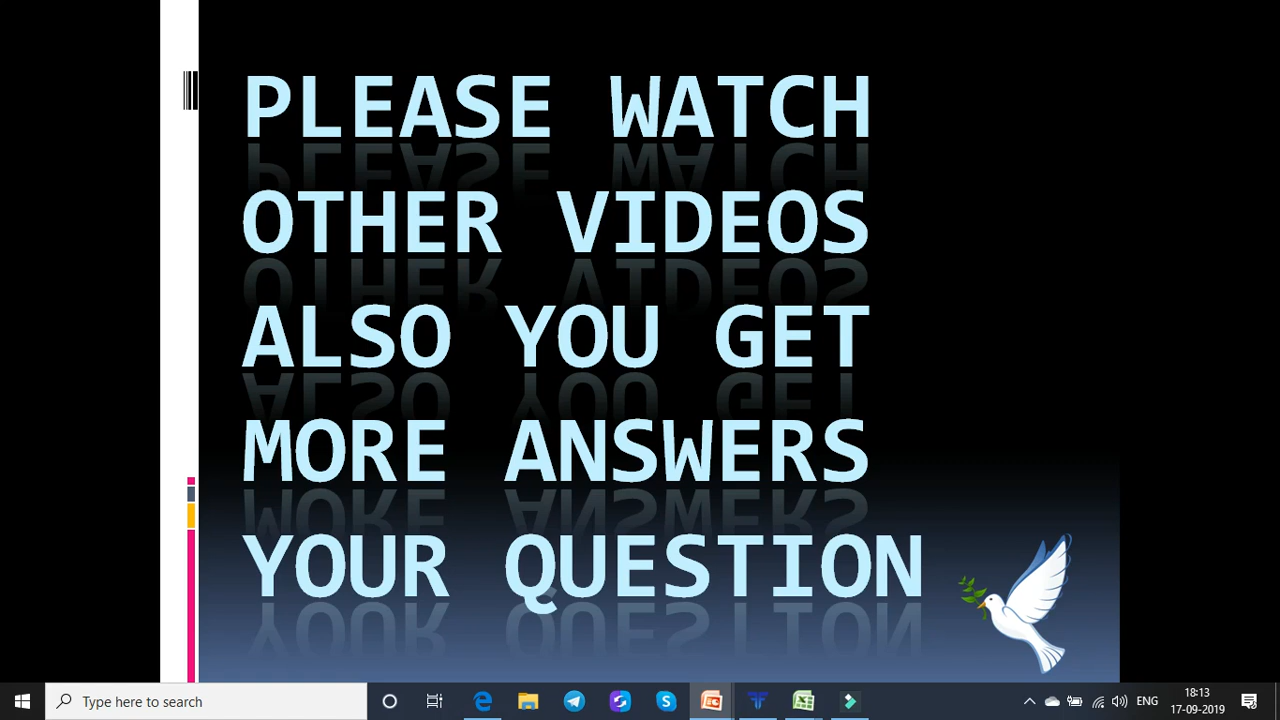 PLEASE WATCH
OTHER VIDEOS
ALSO YOU GET
MORE ANSWERS
YOUR QUESTION
Type here to search
ENG
18:13
17-09-2019